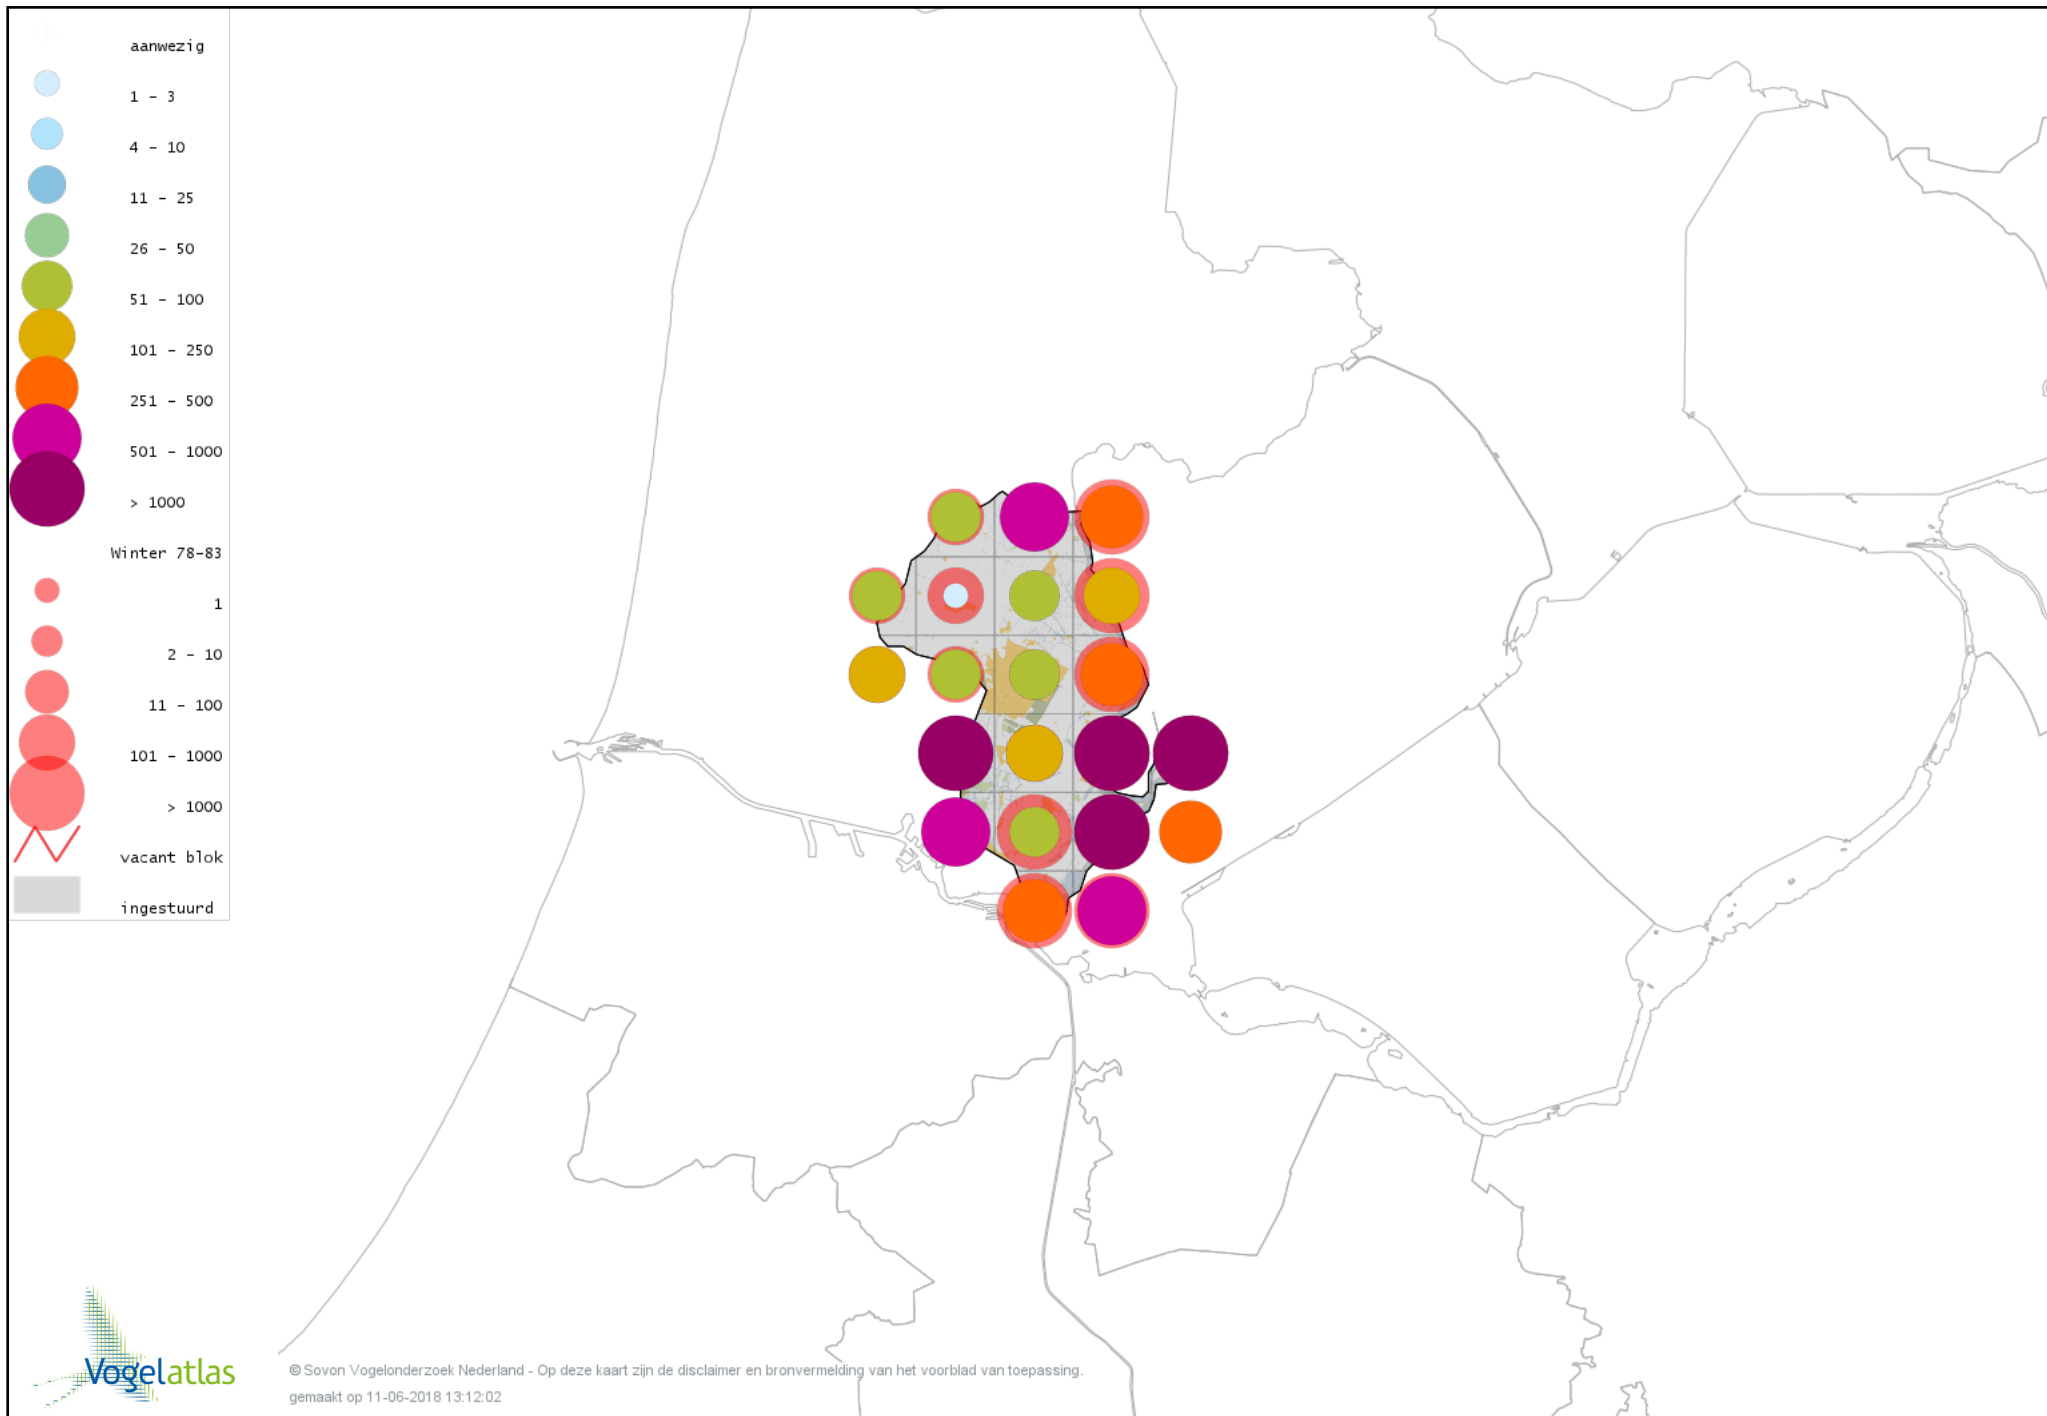 aanwezig
1 - 3
4 - 10
11 - 25
26 - 50
51 - 100
101 - 250
251 - 500
501 - 1000
> 1000
Winter 78-83
1
2 - 10
11 - 100
101 - 1000
> 1000
vacant blok
ingestuurd
Vogelatlas
© Sovon Vogelonderzoek Nederland - Op deze kaart zijn de disclaimer en bronvermelding van het voorblad van toepassing.
gemaakt op 11-06-2018 13:12:02